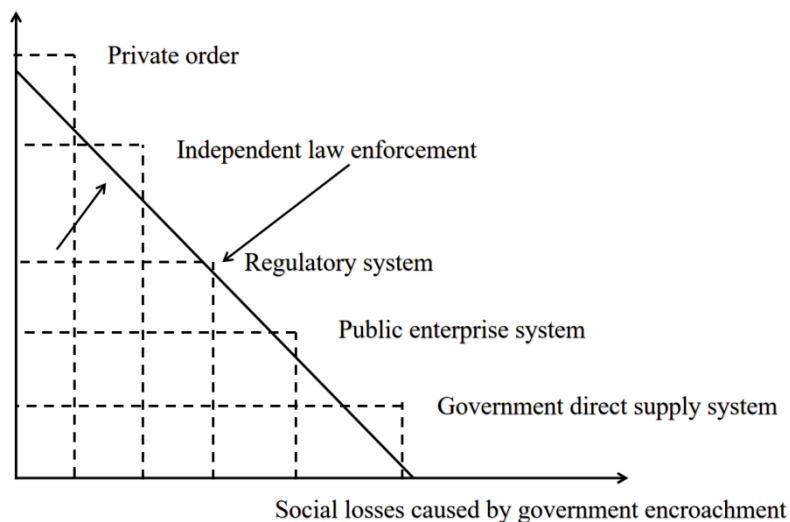 Private order
Independent law enforcement
Regulatory system
Public enterprise system
Government direct supply system
Social losses caused by government encroachment